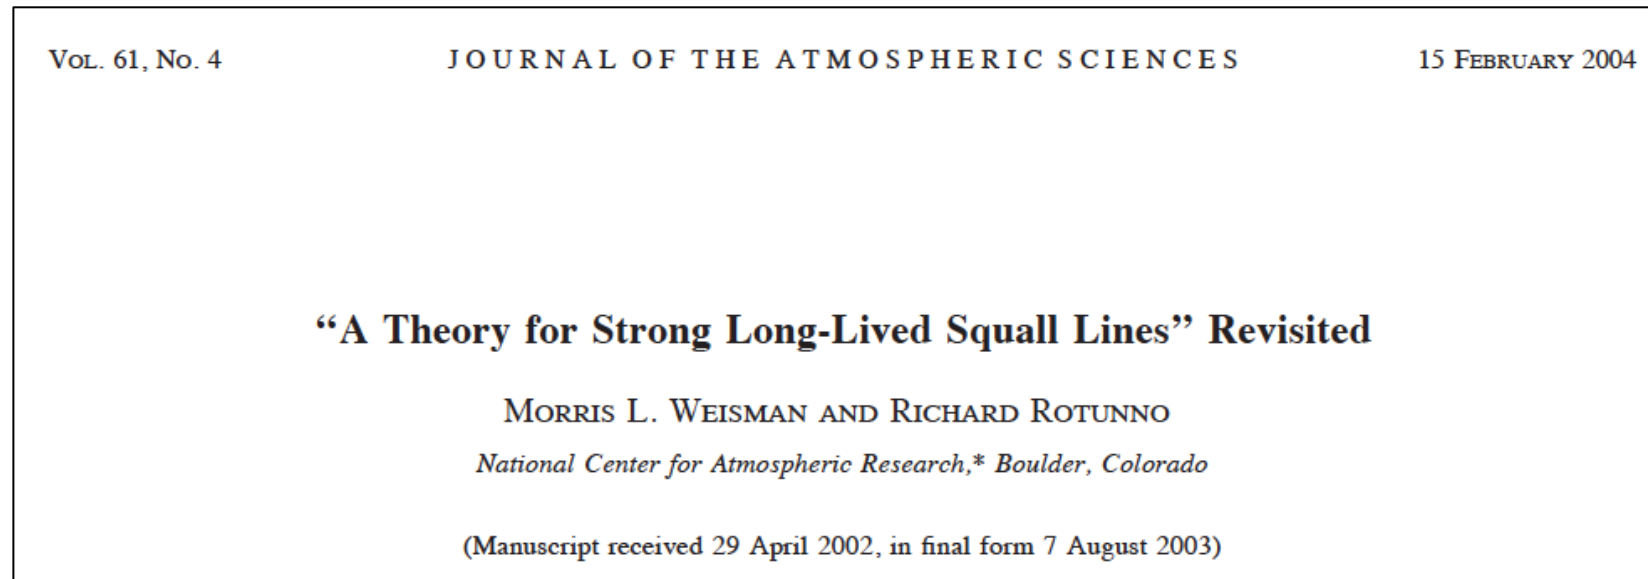 VOL. 61, NO. 4 JOURNAL OF THE ATMOSPHERIC SCIENCES 15 FEBRUARY 2004
‘‘A Theory for Strong Long-Lived Squall Lines’’ Revisited
MORRIS L. WEISMAN AND RICHARD ROTUNNO
National Center for Atmospheric Research,* Boulder, Colorado
(Manuscript received 29 April 2002, in final form 7 August 2003)